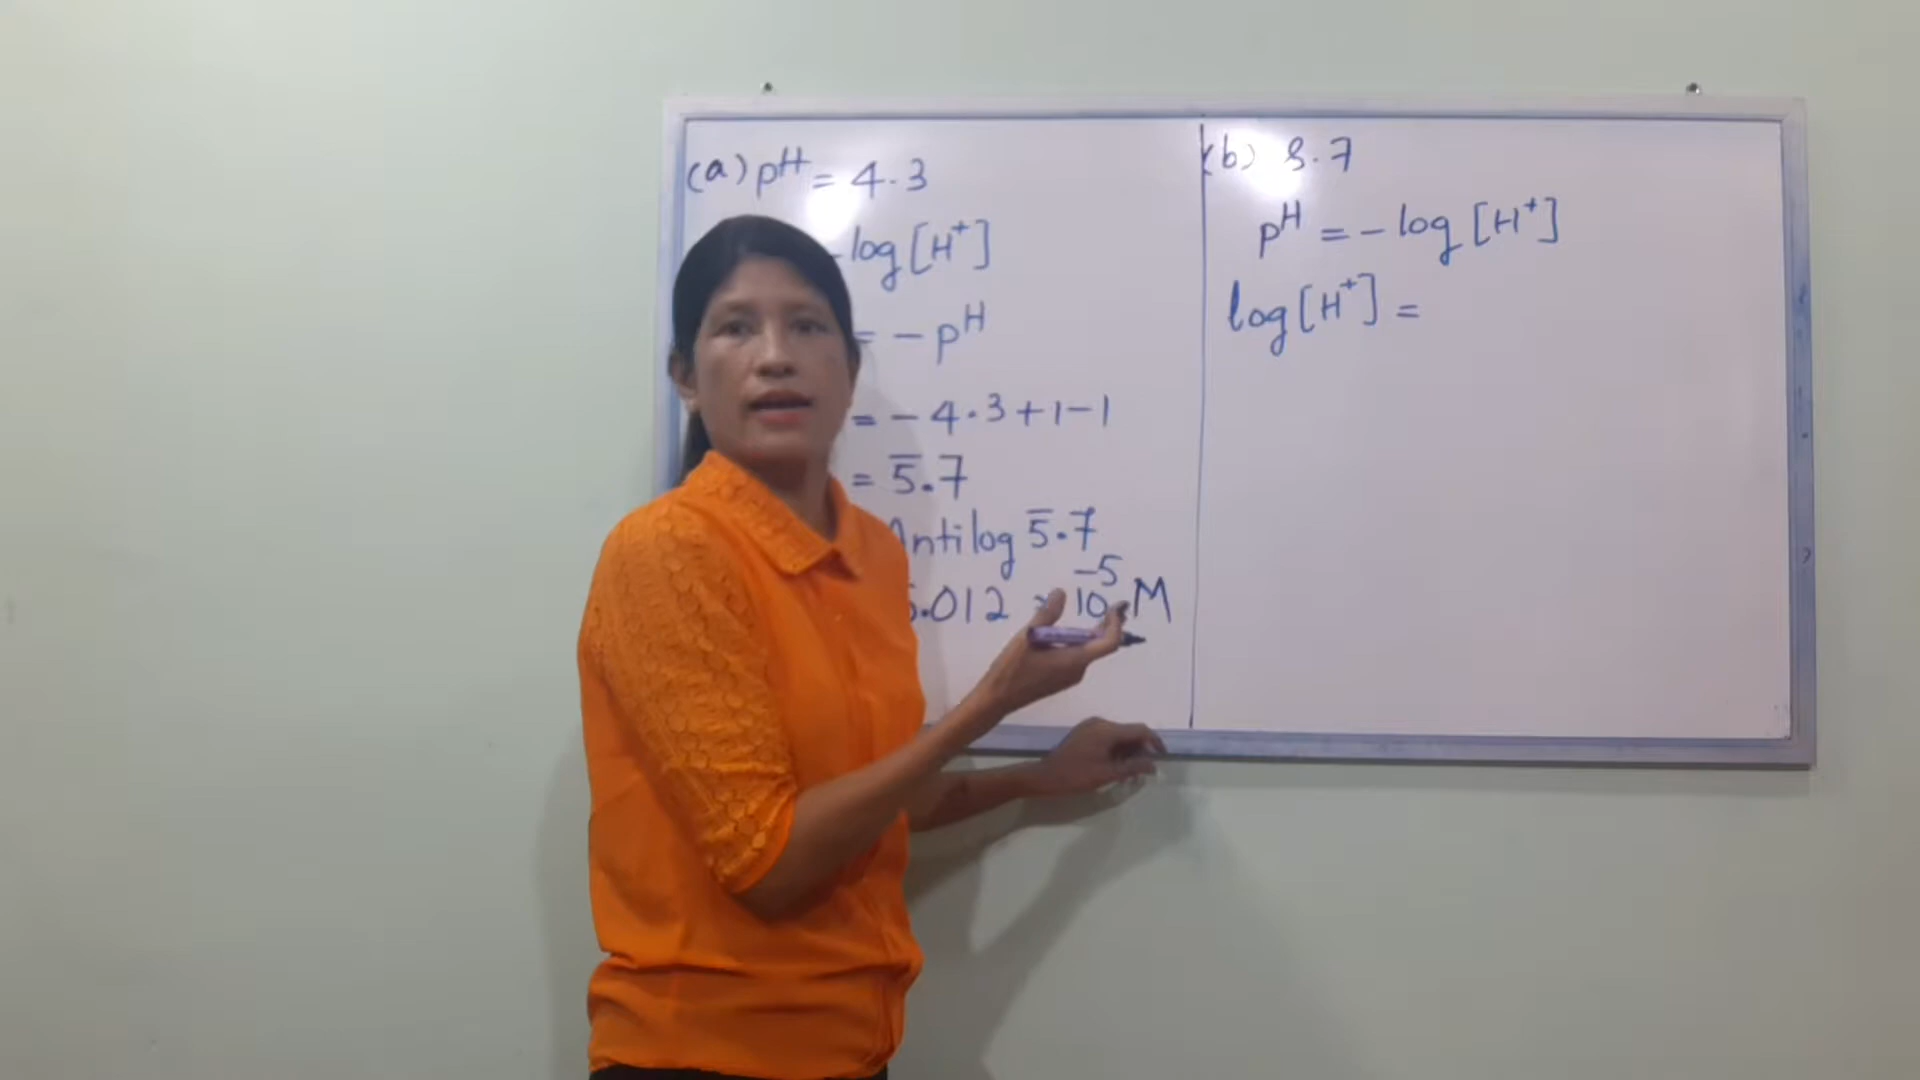 (a) pH = 4.3
log [H⁺]
= - pH
= - 4.3 + 1 - 1
= 5̅.7
Antilog 5̅.7
5.012 × 10⁻⁵ M
(b) 8.7
pH = - log [H⁺]
log [H⁺] =